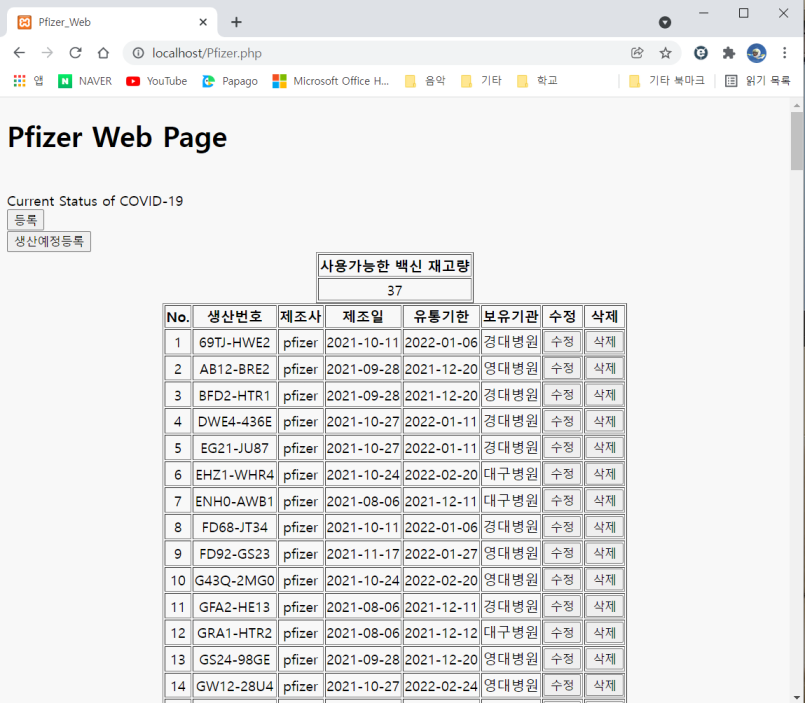 Pfizer_Web
localhost/Pfizer.php
앱 NAVER YouTube Papago Microsoft Office H... 음악 기타 학교 기타 북마크 읽기 목록
Pfizer Web Page
Current Status of COVID-19
등록
생산예정등록
사용가능한 백신 재고량
37
No. 생산번호 제조사 제조일 유통기한 보유기관 수정 삭제
1 69TJ-HWE2 pfizer 2021-10-11 2022-01-06 경대병원 수정 삭제
2 AB12-BRE2 pfizer 2021-09-28 2021-12-20 영대병원 수정 삭제
3 BFD2-HTR1 pfizer 2021-09-28 2021-12-20 경대병원 수정 삭제
4 DWE4-436E pfizer 2021-10-27 2022-01-11 경대병원 수정 삭제
5 EG21-JU87 pfizer 2021-10-27 2022-01-11 경대병원 수정 삭제
6 EHZ1-WHR4 pfizer 2021-10-24 2022-02-20 대구병원 수정 삭제
7 ENH0-AWB1 pfizer 2021-08-06 2021-12-11 대구병원 수정 삭제
8 FD68-JT34 pfizer 2021-10-11 2022-01-06 경대병원 수정 삭제
9 FD92-GS23 pfizer 2021-11-17 2022-01-27 영대병원 수정 삭제
10 G43Q-2MG0 pfizer 2021-10-24 2022-02-20 영대병원 수정 삭제
11 GFA2-HE13 pfizer 2021-08-06 2021-12-11 경대병원 수정 삭제
12 GRA1-HTR2 pfizer 2021-08-06 2021-12-12 대구병원 수정 삭제
13 GS24-98GE pfizer 2021-09-28 2021-12-20 영대병원 수정 삭제
14 GW12-28U4 pfizer 2021-10-27 2022-02-24 영대병원 수정 삭제